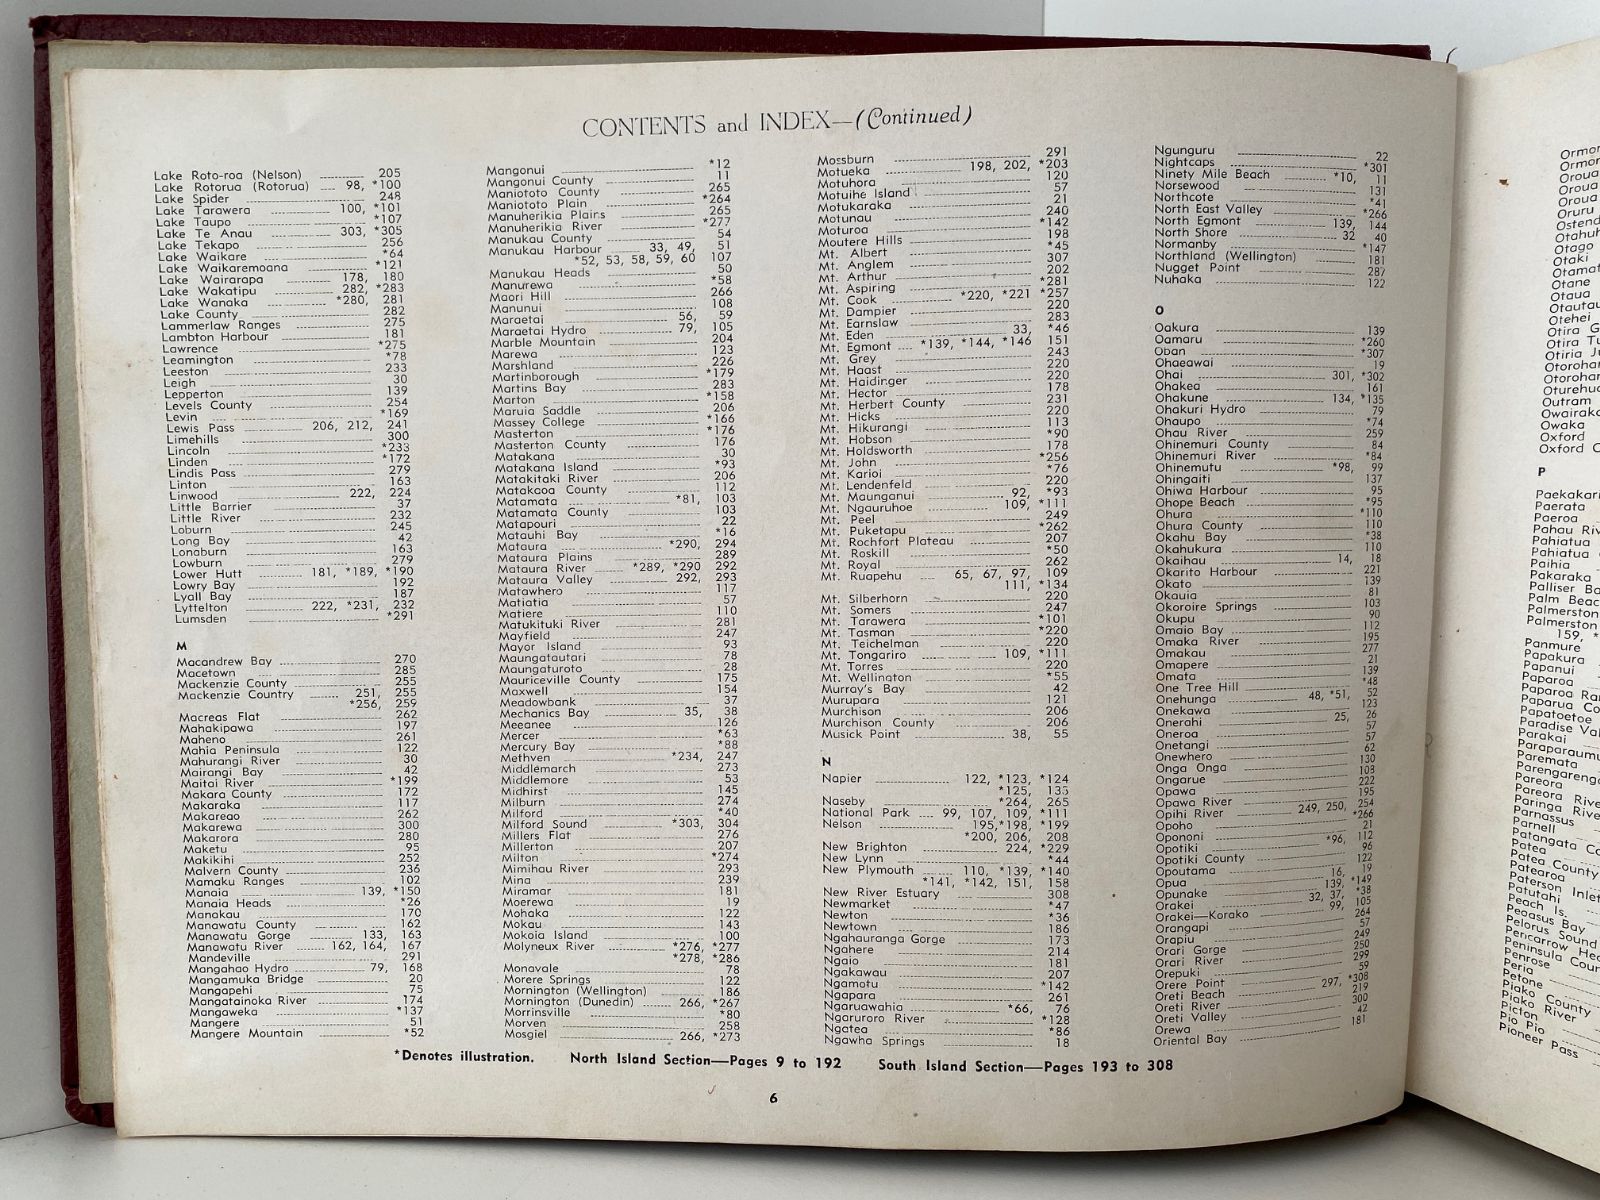 CONTENTS and INDEX—(Continued)
Lake Roto-roa (Nelson) 205
Lake Rotorua (Rotorua) 98, *100
Lake Spider 248
Lake Tarawera 100, *101
Lake Taupo *107
Lake Te Anau 303, *305
Lake Tekapo 256
Lake Waikare *64
Lake Waikaremoana *121
Lake Wairarapa 178, 180
Lake Wakatipu 282, *283
Lake Wanaka *280, 281
Lake County 282
Lammerlaw Ranges 275
Lambton Harbour 181
Lawrence *275
Leamington *78
Leeston 233
Leigh 30
Lepperton 139
Levels County 254
Levin *169
Lewis Pass 206, 212, 241
Limehills 300
Lincoln *233
Linden *172
Lindis Pass 279
Linton 163
Linwood 222, 224
Little Barrier 37
Little River 232
Loburn 245
Long Bay 42
Lonaburn 163
Lowburn 279
Lower Hutt 181, *189, *190
Lowry Bay 192
Lyall Bay 187
Lyttelton 222, *231, 232
Lumsden *291
M
Macandrew Bay 270
Macetown 285
Mackenzie County 255
Mackenzie Country 251, 255
*256, 259
Macreas Flat 262
Mahakipawa 197
Maheno 261
Mahia Peninsula 122
Mahurangi River 30
Mairangi Bay 42
Maitai River *199
Makara County 172
Makaraka 117
Makareao 262
Makarewa 300
Makarora 280
Maketu 95
Makikihi 252
Malvern County 236
Mamaku Ranges 102
Manaia 139, *150
Manaia Heads *26
Manakau 170
Manawatu County 162
Manawatu Gorge 133, 163
Manawatu River 162, 164, 167
Mandeville 291
Mangahao Hydro 79, 168
Mangamuka Bridge 20
Mangapehi 75
Mangatainoka River 174
Mangaweka *137
Mangere 51
Mangere Mountain *52
Mangonui *12
Mangonui County 11
Maniototo County 265
Maniototo Plain *264
Manuherikia Plains 265
Manuherikia River *277
Manukau County 54
Manukau Harbour 33, 49, 51
*52, 53, 58, 59, 60 107
Manukau Heads 50
Manurewa *58
Maori Hill 266
Manunui 108
Maraetai 56, 59
Maraetai Hydro 79, 105
Marble Mountain 204
Marewa 123
Marshland 226
Martinborough *179
Martins Bay 283
Marton *158
Maruia Saddle 206
Massey College *166
Masterton *176
Masterton County 176
Matakana 30
Matakana Island *93
Matakitaki River 206
Matakaoa County 112
Matamata *81, 103
Matamata County 103
Matapouri 22
Matauhi Bay *16
Mataura *290, 294
Mataura Plains 289
Mataura River *289, *290 292
Mataura Valley 292, 293
Matawhero 117
Matiatia 57
Matiere 110
Matukituki River 281
Mayfield 247
Mayor Island 93
Maungatautari 78
Maungaturoto 28
Mauriceville County 175
Maxwell 154
Meadowbank 37
Mechanics Bay 35, 38
Meeanee 126
Mercer *63
Mercury Bay *88
Methven *234, 247
Middlemarch 273
Middlemore 53
Midhirst 145
Milburn 274
Milford *40
Milford Sound *303, 304
Millers Flat 276
Millerton 207
Milton *274
Mimihau River 293
Mina 239
Miramar 181
Moerewa 19
Mohaka 122
Mokau 143
Mokoia Island 100
Molyneux River *276, *277
*278, *286
Monavale 78
Morere Springs 122
Mornington (Wellington) 186
Mornington (Dunedin) 266, *267
Morrinsville *80
Morven 258
Mosgiel 266, *273
Mossburn 291
Motueka 198, 202, *203
Motuhora 120
Motuihe Island 57
Motukaraka 21
Motunau 240
Moturoa *142
Moutere Hills 198
Mt. Albert *45
Mt. Anglem 307
Mt. Arthur 202
Mt. Aspiring *281
Mt. Cook *220, *221 *257
Mt. Dampier 220
Mt. Earnslaw 283
Mt. Eden 33, *46
Mt. Egmont *139, *144, *146 151
Mt. Grey 243
Mt. Haast 220
Mt. Haidinger 220
Mt. Hector 178
Mt. Herbert County 231
Mt. Hicks 220
Mt. Hikurangi 113
Mt. Hobson *90
Mt. Holdsworth 178
Mt. John *256
Mt. Karioi *76
Mt. Lendenfeld 220
Mt. Maunganui 92, *93
Mt. Ngauruhoe 109, *111
Mt. Peel 249
Mt. Puketapu *262
Mt. Rochfort Plateau 207
Mt. Roskill *50
Mt. Royal 262
Mt. Ruapehu 65, 67, 97, 109
111, *134
Mt. Silberhorn 220
Mt. Somers 247
Mt. Tarawera *101
Mt. Tasman *220
Mt. Teichelman 220
Mt. Tongariro 109, *111
Mt. Torres 220
Mt. Wellington *55
Murray's Bay 42
Murupara 121
Murchison 206
Murchison County 206
Musick Point 38, 55
N
Napier 122, *123, *124
*125, 135
Naseby *264, 265
National Park 99, 107, 109, *111
Nelson 195, *198, *199
*200, 206, 208
New Brighton 224, *229
New Lynn *44
New Plymouth 110, *139, *140
*141, *142, 151, 158
New River Estuary 308
Newmarket *47
Newton *36
Newtown 186
Ngahauranga Gorge 173
Ngahere 214
Ngaio 181
Ngakawau 207
Ngamotu *142
Ngapara 261
Ngaruawahia *66, 76
Ngaruroro River *128
Ngatea *86
Ngawha Springs 18
Ngunguru 22
Nightcaps *301
Ninety Mile Beach *10, 11
Norsewood 131
Northcote *41
North East Valley *266
North Egmont 139, 144
North Shore 32 40
Normanby *147
Northland (Wellington) 181
Nugget Point 287
Nuhaka 122
O
Oakura 139
Oamaru *260
Oban *307
Ohaeawai 19
Ohai 301, *302
Ohakea 161
Ohakune 134, *135
Ohakuri Hydro 79
Ohaupo *74
Ohau River 259
Ohinemuri County 84
Ohinemuri River *84
Ohinemutu *98, 99
Ohingaiti 137
Ohiwa Harbour 95
Ohope Beach *95
Ohura *110
Ohura County 110
Okahu Bay *38
Okahukura 110
Okaihau 14, 18
Okarito Harbour 221
Okato 139
Okauia 81
Okoroire Springs 103
Okupu 90
Omaio Bay 112
Omaka River 195
Omakau 277
Omapere 21
Omata 139
One Tree Hill *48
Onehunga 48, *51, 52
Onekawa 123
Onerahi 25, 26
Oneroa 57
Onetangi 57
Onewhero 62
Onga Onga 130
Ongarue 108
Opawa 222
Opawa River 195
Opihi River 249, 250, 254
Opoho *266
Opononi 21
Opotiki *96, 112
Opotiki County 96
Opoutama 122
Opua 16, 19
Opunake 139, *149
Orakei 32, 37, *38
Orakei—Korako 99, 105
Orangapi 264
Orapiu 57
Orari Gorge 249
Orari River 250
Orepuki 299
Orere Point 59
Oreti Beach 297, *308
Oreti River 219
Oreti Valley 300
Orewa 42
Oriental Bay 181
*Denotes illustration. North Island Section—Pages 9 to 192 South Island Section—Pages 193 to 308
6
Oruru
Otago
Otaki
Otane
Otaua
Otehei
Outram
Owaka
Oxford
P
Paerata
Paeroa
Pahiatua
Pahiatua
Paihia
Pakaraka
Palmerston
Palmerston
159,
Panmure
Papakura
Papanui
Paparoa
Papatoetoe
Parakai
Paremata
Pareora
Parnassus
Parnell
Patea
Patea County
Patearoa
Patutahi
Peach Is.
Pegasus Bay
Pelorus Sound
Penrose
Peria
Petone
Piako County
Piako River
Picton
Pio Pio
Pioneer Pass